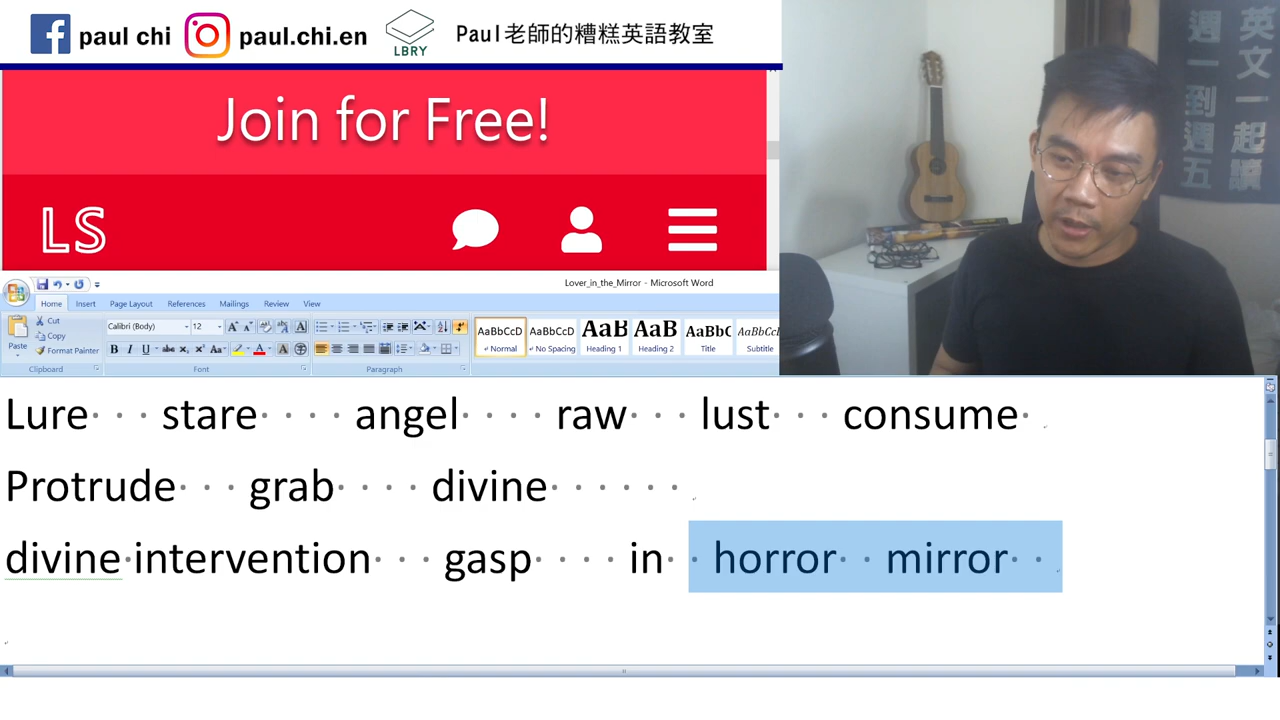 paul chi paul.chi.en LBRY Paul老師的糟糕英語教室
Join for Free!
LS
Lover_in_the_Mirror - Microsoft Word
Home Insert Page Layout References Mailings Review View
Paste Cut Copy Format Painter
Calibri (Body) 12
AaBbCcD AaBbCcD AaBb AaB AaBbC AaBbCcD
Normal No Spacing Heading 1 Heading 2 Title Subtitle
Clipboard Font Paragraph
Lure stare angel raw lust consume
Protrude grab divine
divine intervention gasp in horror mirror
英文一起讀
週一到週五